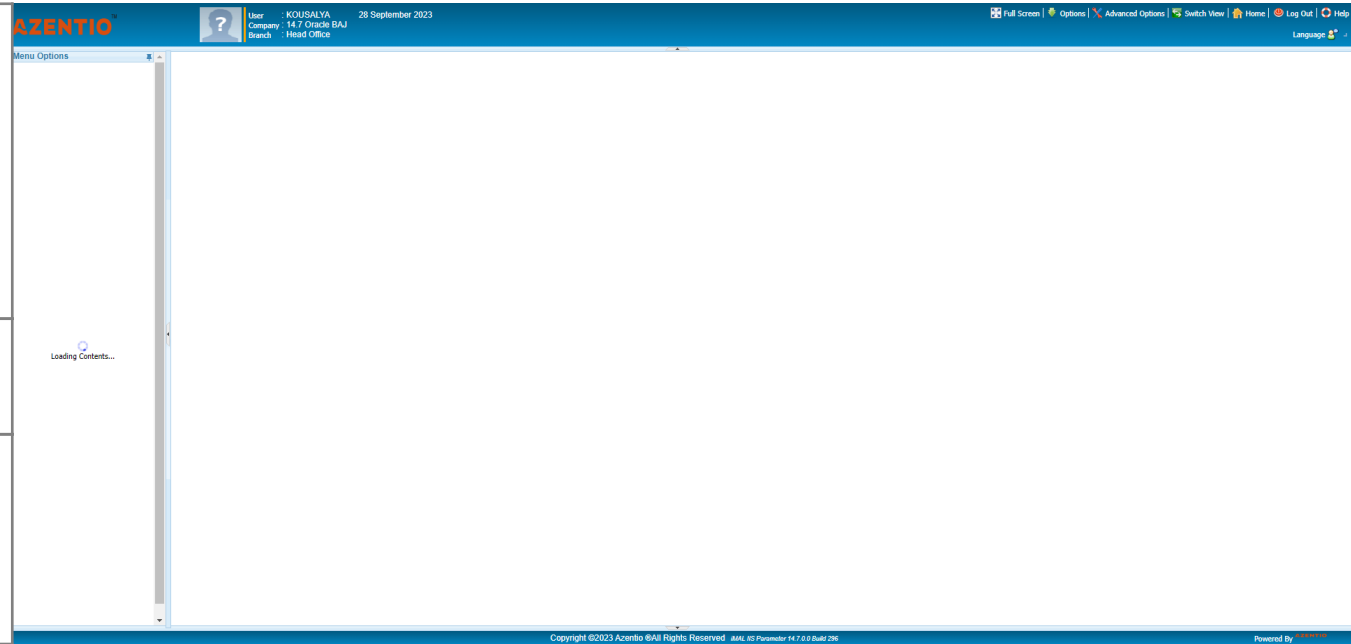 AZENTIO
User : KOUSALYA 28 September 2023
Company : 14.7 Oracle BAJ
Branch : Head Office
Full Screen | Options | Advanced Options | Switch View | Home | Log Out | Help
Language
Menu Options
Loading Contents...
Copyright ©2023 Azentio ®All Rights Reserved iMAL IIS Parameter 14.7.0.0 Build 296
Powered By AZENTIO